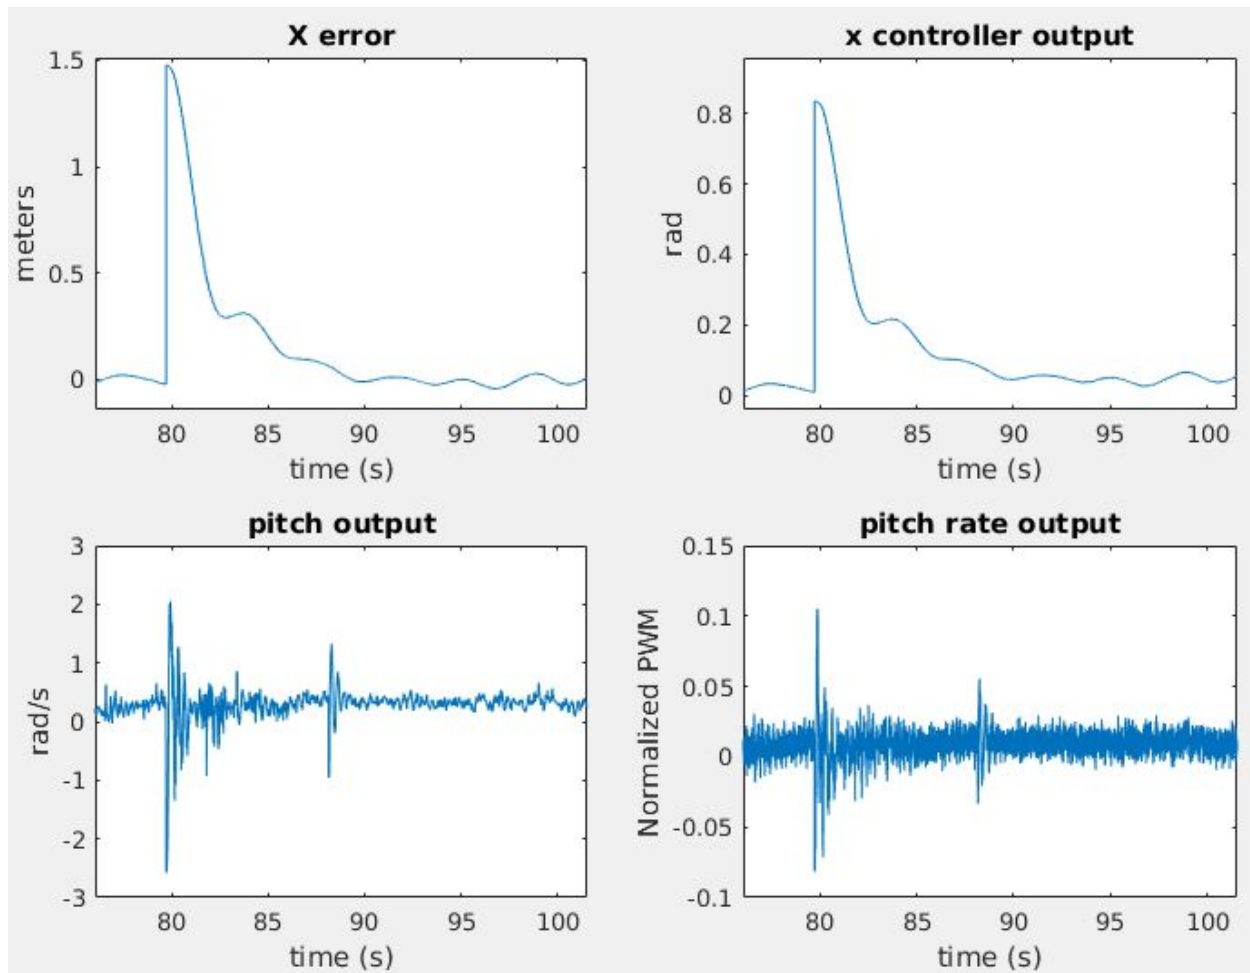 X error
1.5
1
0.5
0
meters
80 85 90 95 100
time (s)
x controller output
0.8
0.6
0.4
0.2
0
rad
80 85 90 95 100
time (s)
pitch output
3
2
1
0
-1
-2
-3
rad/s
80 85 90 95 100
time (s)
pitch rate output
0.15
0.1
0.05
0
-0.05
-0.1
Normalized PWM
80 85 90 95 100
time (s)